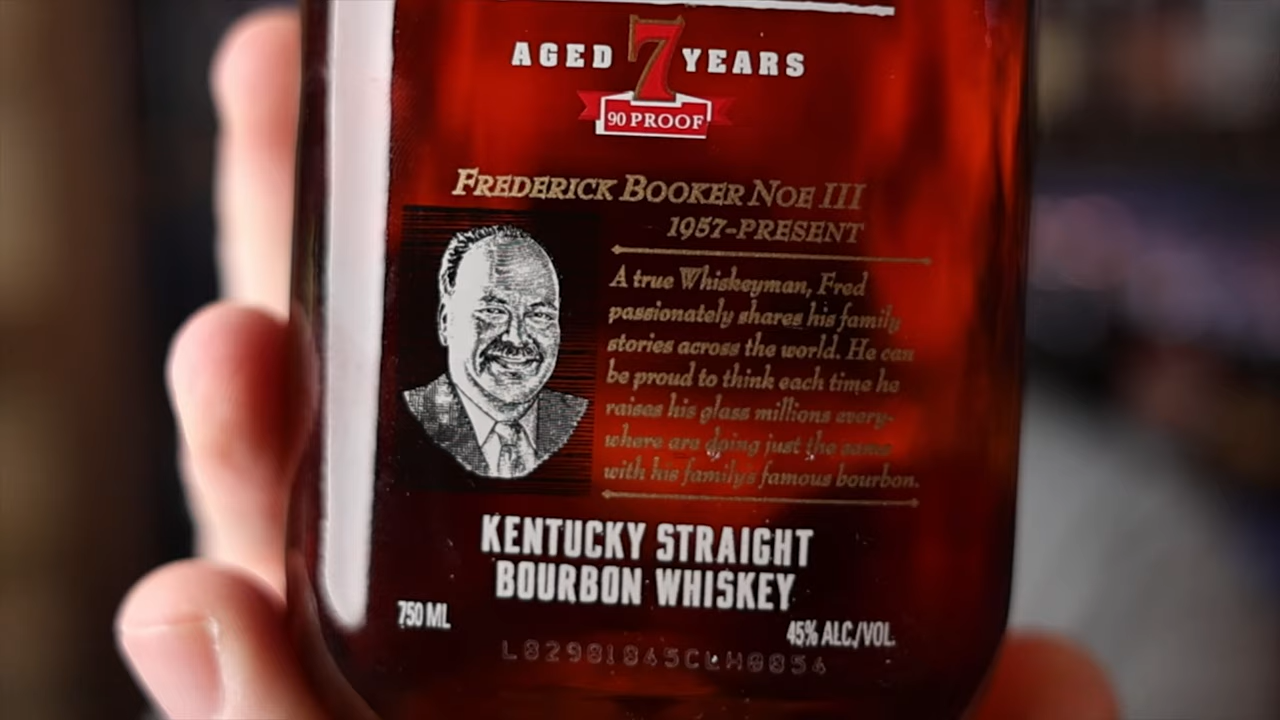 AGED 7 YEARS
90 PROOF
FREDERICK BOOKER NOE III
1957-PRESENT
A true Whiskeyman, Fred
passionately shares his family
stories across the world. He can
be proud to think each time he
raises his glass millions every-
where are doing just the same
with his family's famous bourbon.
KENTUCKY STRAIGHT
BOURBON WHISKEY
750 ML
45% ALC./VOL.